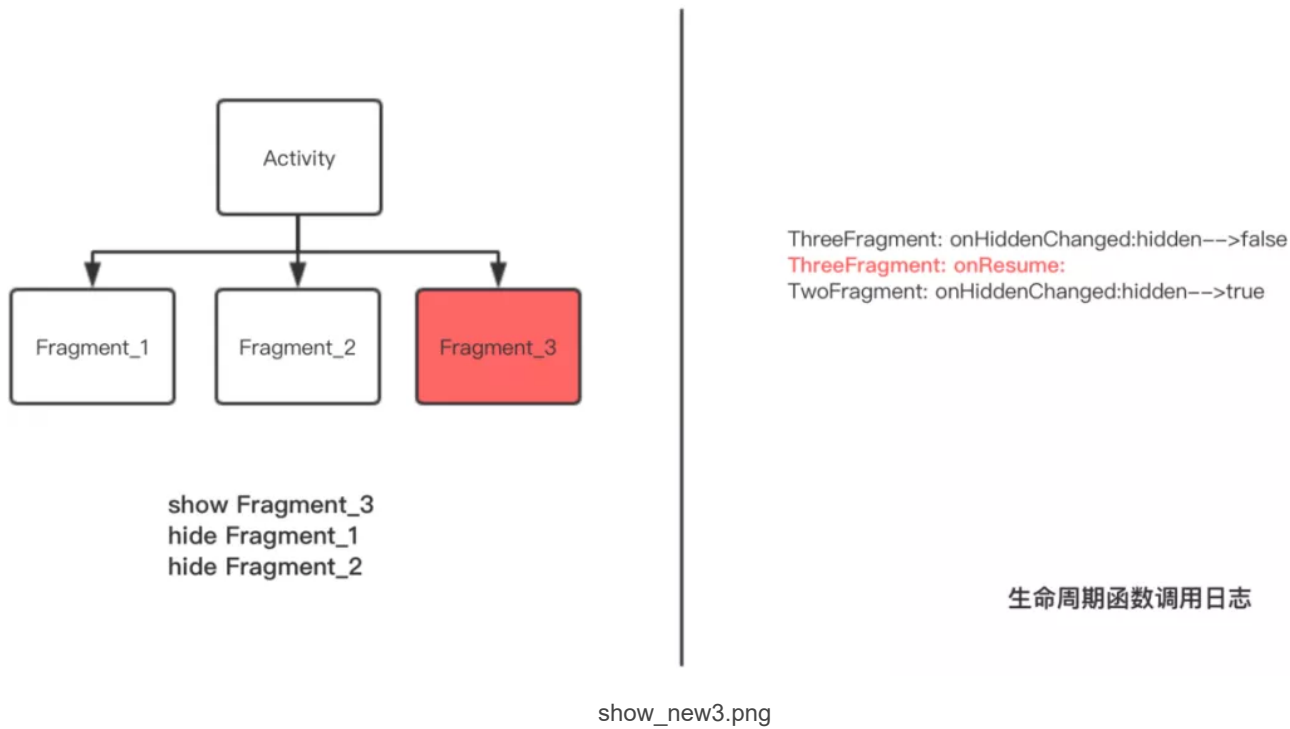 Activity
Fragment_1
Fragment_2
Fragment_3
show Fragment_3
hide Fragment_1
hide Fragment_2
ThreeFragment: onHiddenChanged:hidden-->false
ThreeFragment: onResume:
TwoFragment: onHiddenChanged:hidden-->true
生命周期函数调用日志
show_new3.png